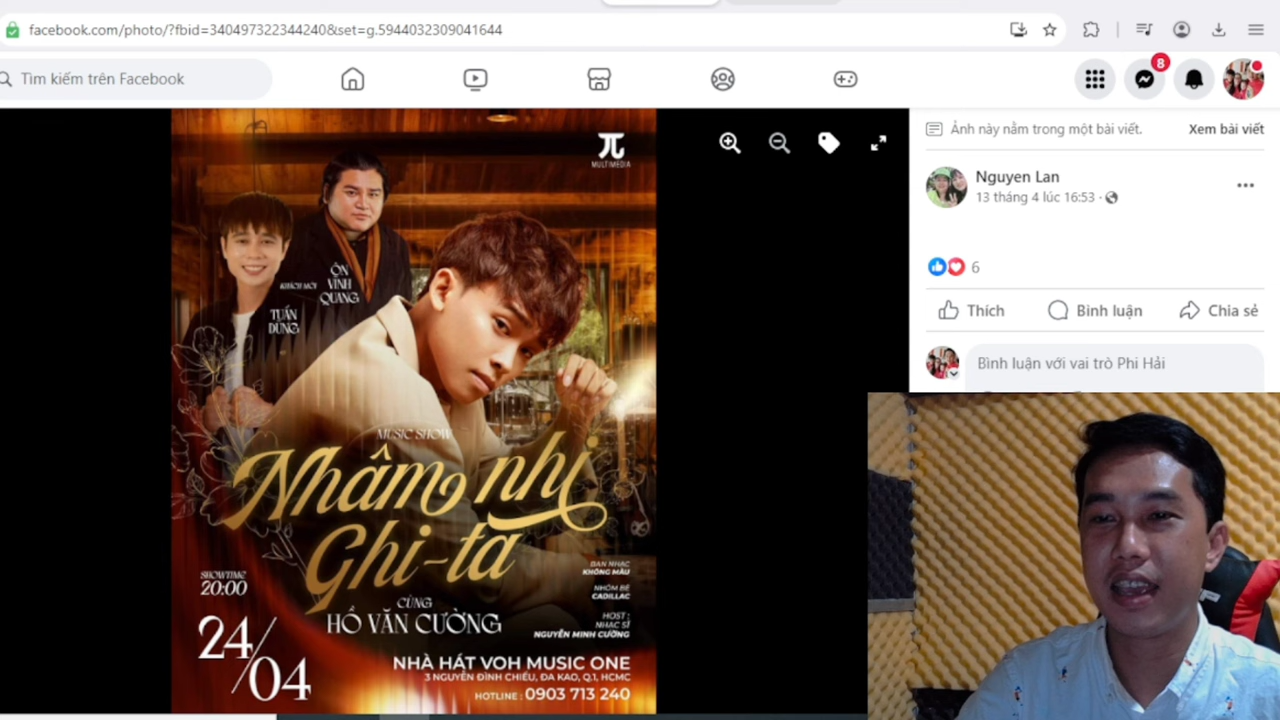 facebook.com/photo/?fbid=340497322344240&set=g.5944032309041644
Tìm kiếm trên Facebook
8
Ảnh này nằm trong một bài viết.
Xem bài viết
Nguyen Lan
13 tháng 4 lúc 16:53
6
Thích
Bình luận
Chia sẻ
Bình luận với vai trò Phi Hải
MULTIMEDIA
KHÁCH MỜI
ÔN
VĨNH
QUANG
TUẤN
DŨNG
MUSIC SHOW
Nhâm nhi
Ghi-ta
CÙNG
HỒ VĂN CƯỜNG
SHOWTIME
20:00
24/04
BAN NHẠC
KHÔNG MÀU
NHÓM BÈ
CADILLAC
HOST :
NHẠC SĨ
NGUYỄN MINH CƯỜNG
NHÀ HÁT VOH MUSIC ONE
3 NGUYỄN ĐÌNH CHIỂU, ĐA KAO, Q.1, HCMC
HOTLINE : 0903 713 240